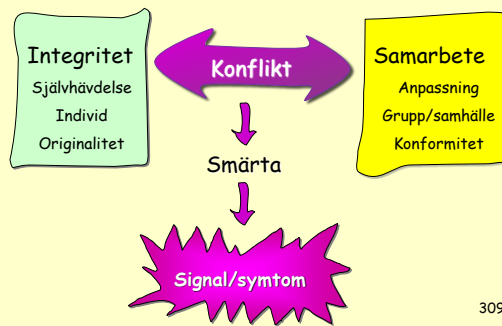 Integritet
Självhävdelse
Individ
Originalitet
Konflikt
Samarbete
Anpassning
Grupp/samhälle
Konformitet
Smärta
Signal/symtom
309